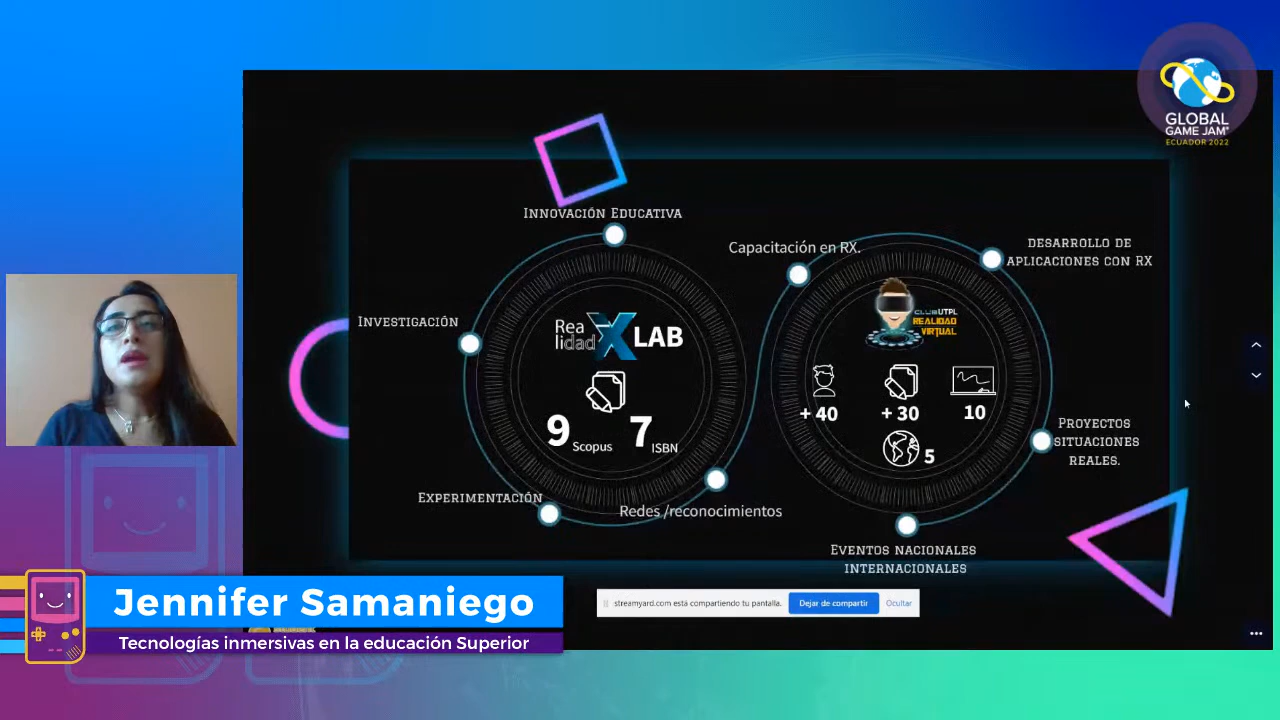 GLOBAL
GAME JAM
ECUADOR 2022
Innovación Educativa
Capacitación en RX.
desarrollo de
aplicaciones con RX
Investigación
Rea
lidad X LAB
CLUBUTPL
REALIDAD
VIRTUAL
+ 40
+ 30
10
9 Scopus
7 ISBN
5
Proyectos
situaciones
reales.
Experimentación
Redes /reconocimientos
Eventos nacionales
internacionales
streamyard.com está compartiendo tu pantalla.
Dejar de compartir
Ocultar
Jennifer Samaniego
Tecnologías inmersivas en la educación Superior